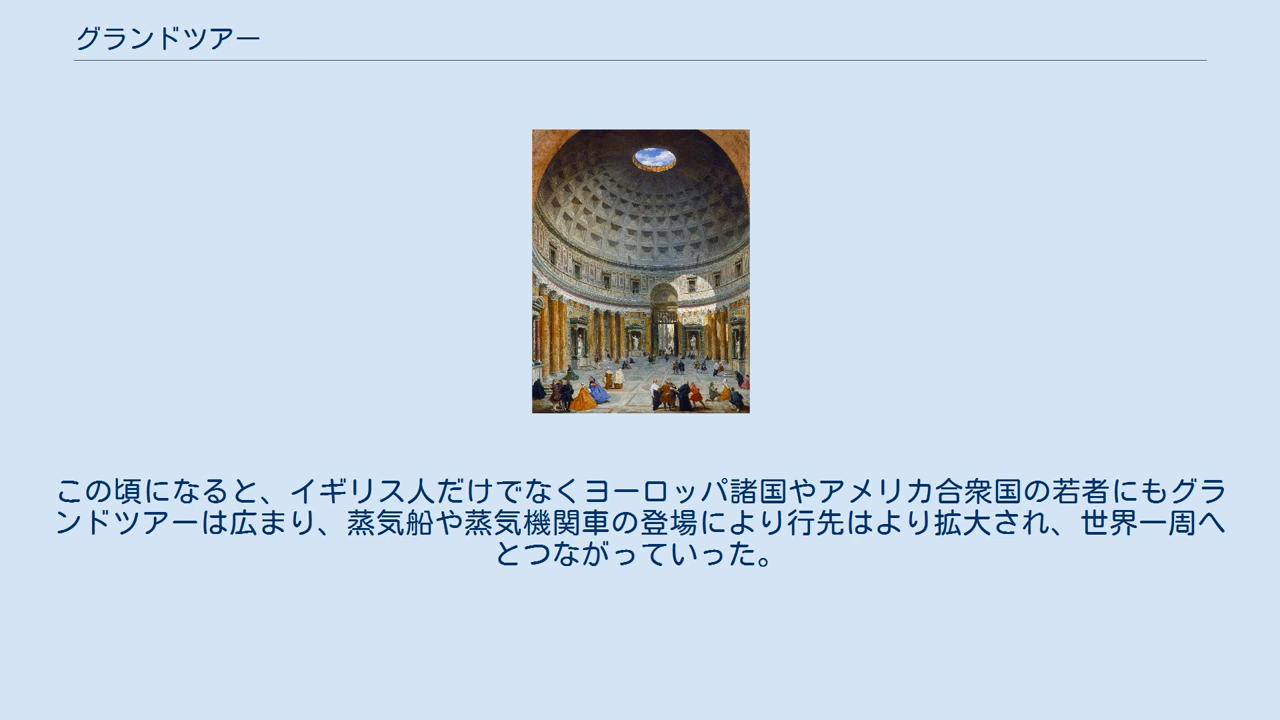 グランドツアー
この頃になると、イギリス人だけでなくヨーロッパ諸国やアメリカ合衆国の若者にもグラ
ンドツアーは広まり、蒸気船や蒸気機関車の登場により行先はより拡大され、世界一周へ
とつながっていった。